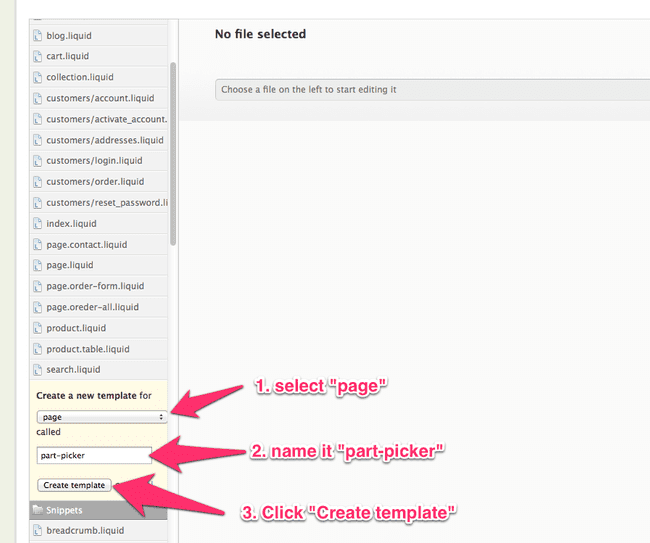 No file selected
Choose a file on the left to start editing it
blog.liquid
cart.liquid
collection.liquid
customers/account.liquid
customers/activate_account.
customers/addresses.liquid
customers/login.liquid
customers/order.liquid
customers/reset_password.li
index.liquid
page.contact.liquid
page.liquid
page.order-form.liquid
page.oreder-all.liquid
product.liquid
product.table.liquid
search.liquid
Create a new template for
page
called
part-picker
Create template
Snippets
breadcrumb.liquid
1. select "page"
2. name it "part-picker"
3. Click "Create template"